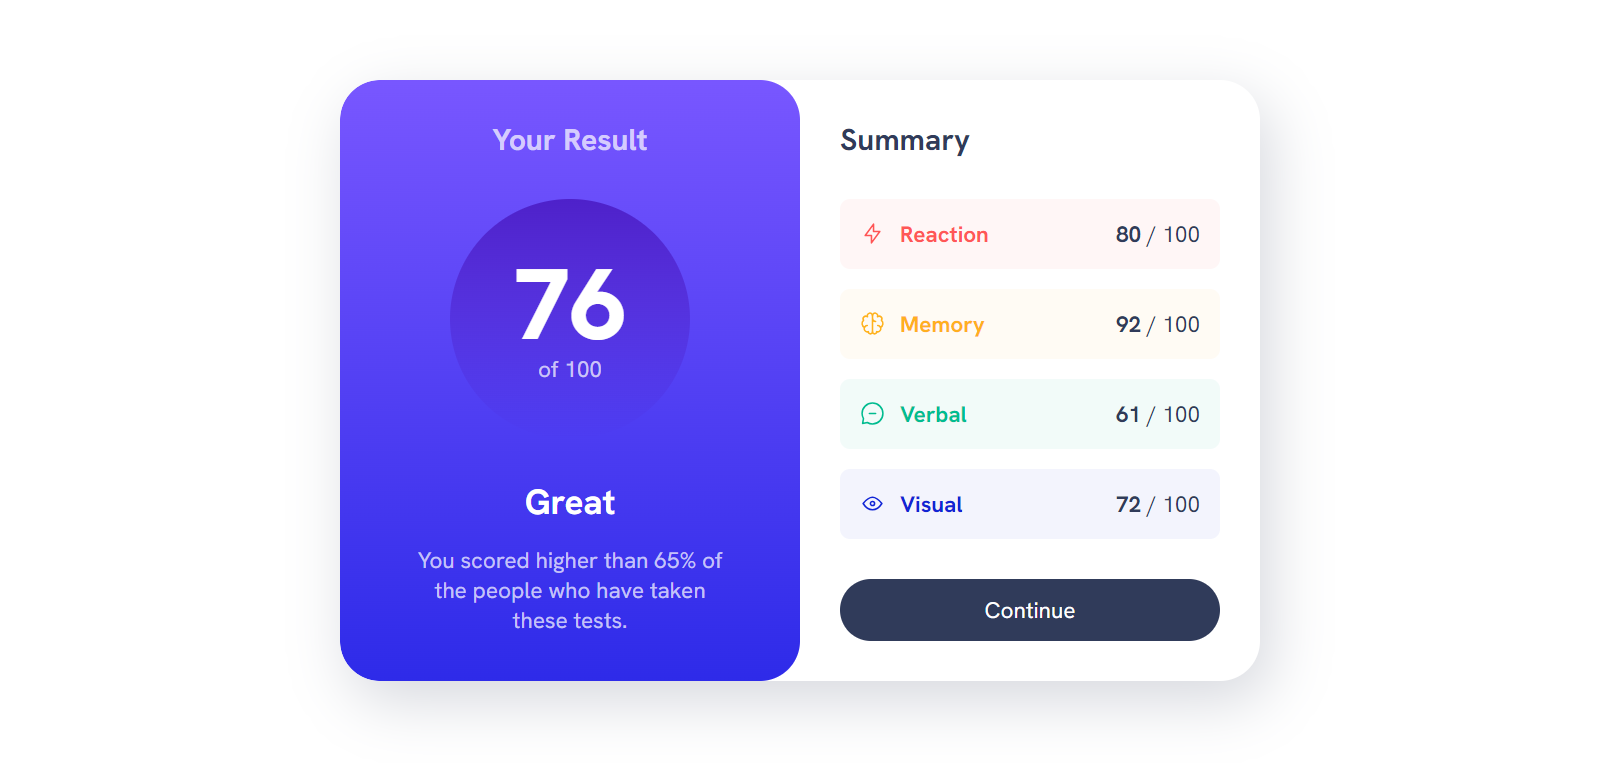 Your Result
76
of 100
Great
You scored higher than 65% of
the people who have taken
these tests.
Summary
Reaction 80 / 100
Memory 92 / 100
Verbal 61 / 100
Visual 72 / 100
Continue